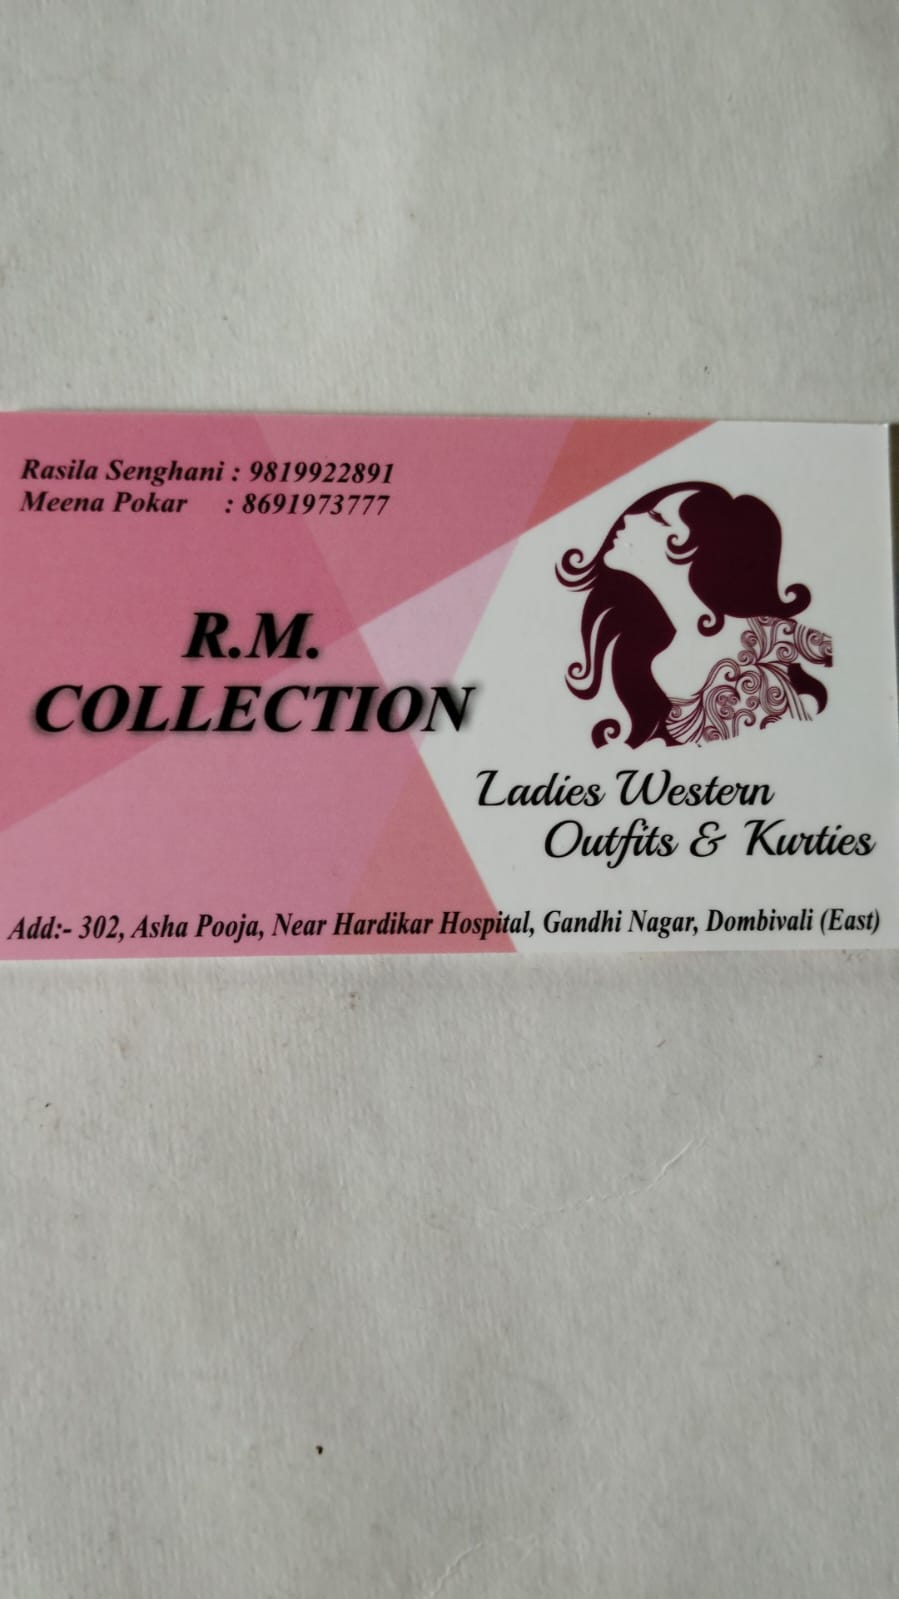 Rasila Senghani : 9819922891
Meena Pokar : 8691973777
R.M.
COLLECTION
Ladies Western
Outfits & Kurties
Add:- 302, Asha Pooja, Near Hardikar Hospital, Gandhi Nagar, Dombivali (East)